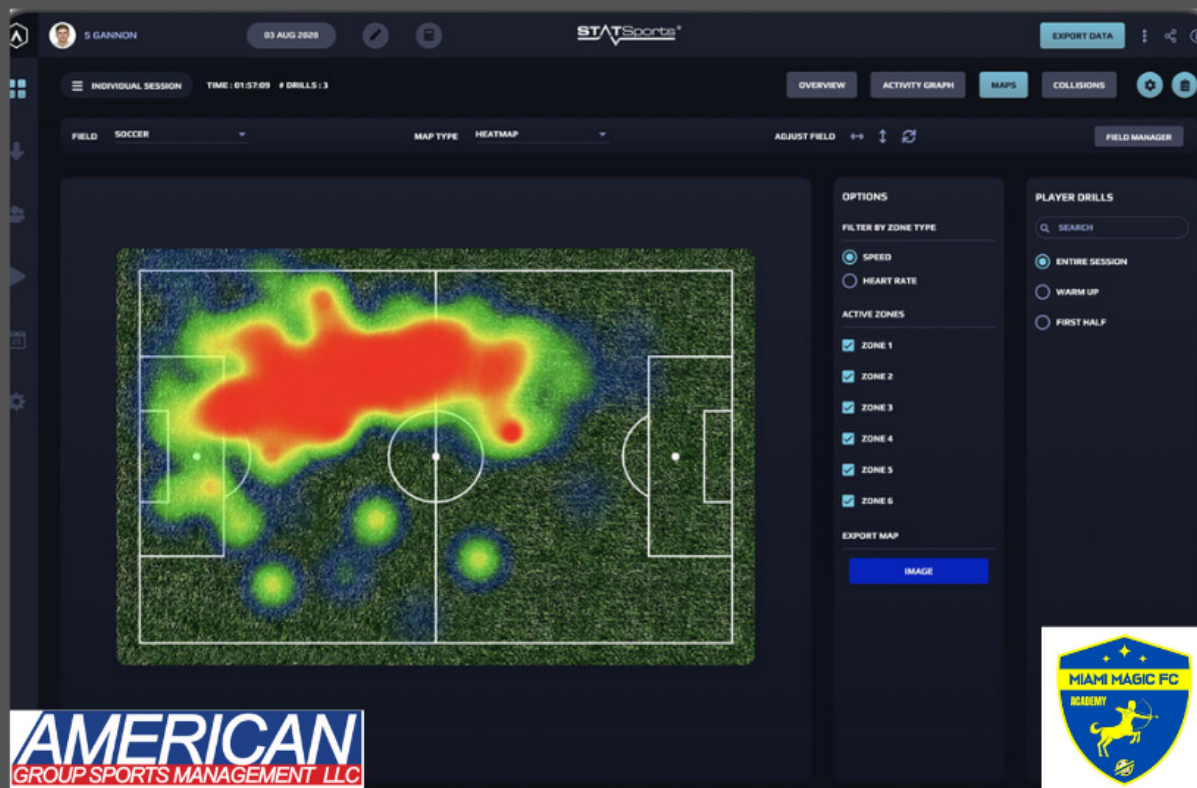 S GANNON
03 AUG 2020
STATSports
EXPORT DATA
INDIVIDUAL SESSION
TIME : 01:57:09 # DRILLS : 3
OVERVIEW
ACTIVITY GRAPH
MAPS
COLLISIONS
FIELD SOCCER
MAP TYPE HEATMAP
ADJUST FIELD
FIELD MANAGER
OPTIONS
FILTER BY ZONE TYPE
SPEED
HEART RATE
ACTIVE ZONES
ZONE 1
ZONE 2
ZONE 3
ZONE 4
ZONE 5
ZONE 6
EXPORT MAP
IMAGE
PLAYER DRILLS
SEARCH
ENTIRE SESSION
WARM UP
FIRST HALF
AMERICAN
GROUP SPORTS MANAGEMENT LLC
MIAMI MAGIC FC
ACADEMY